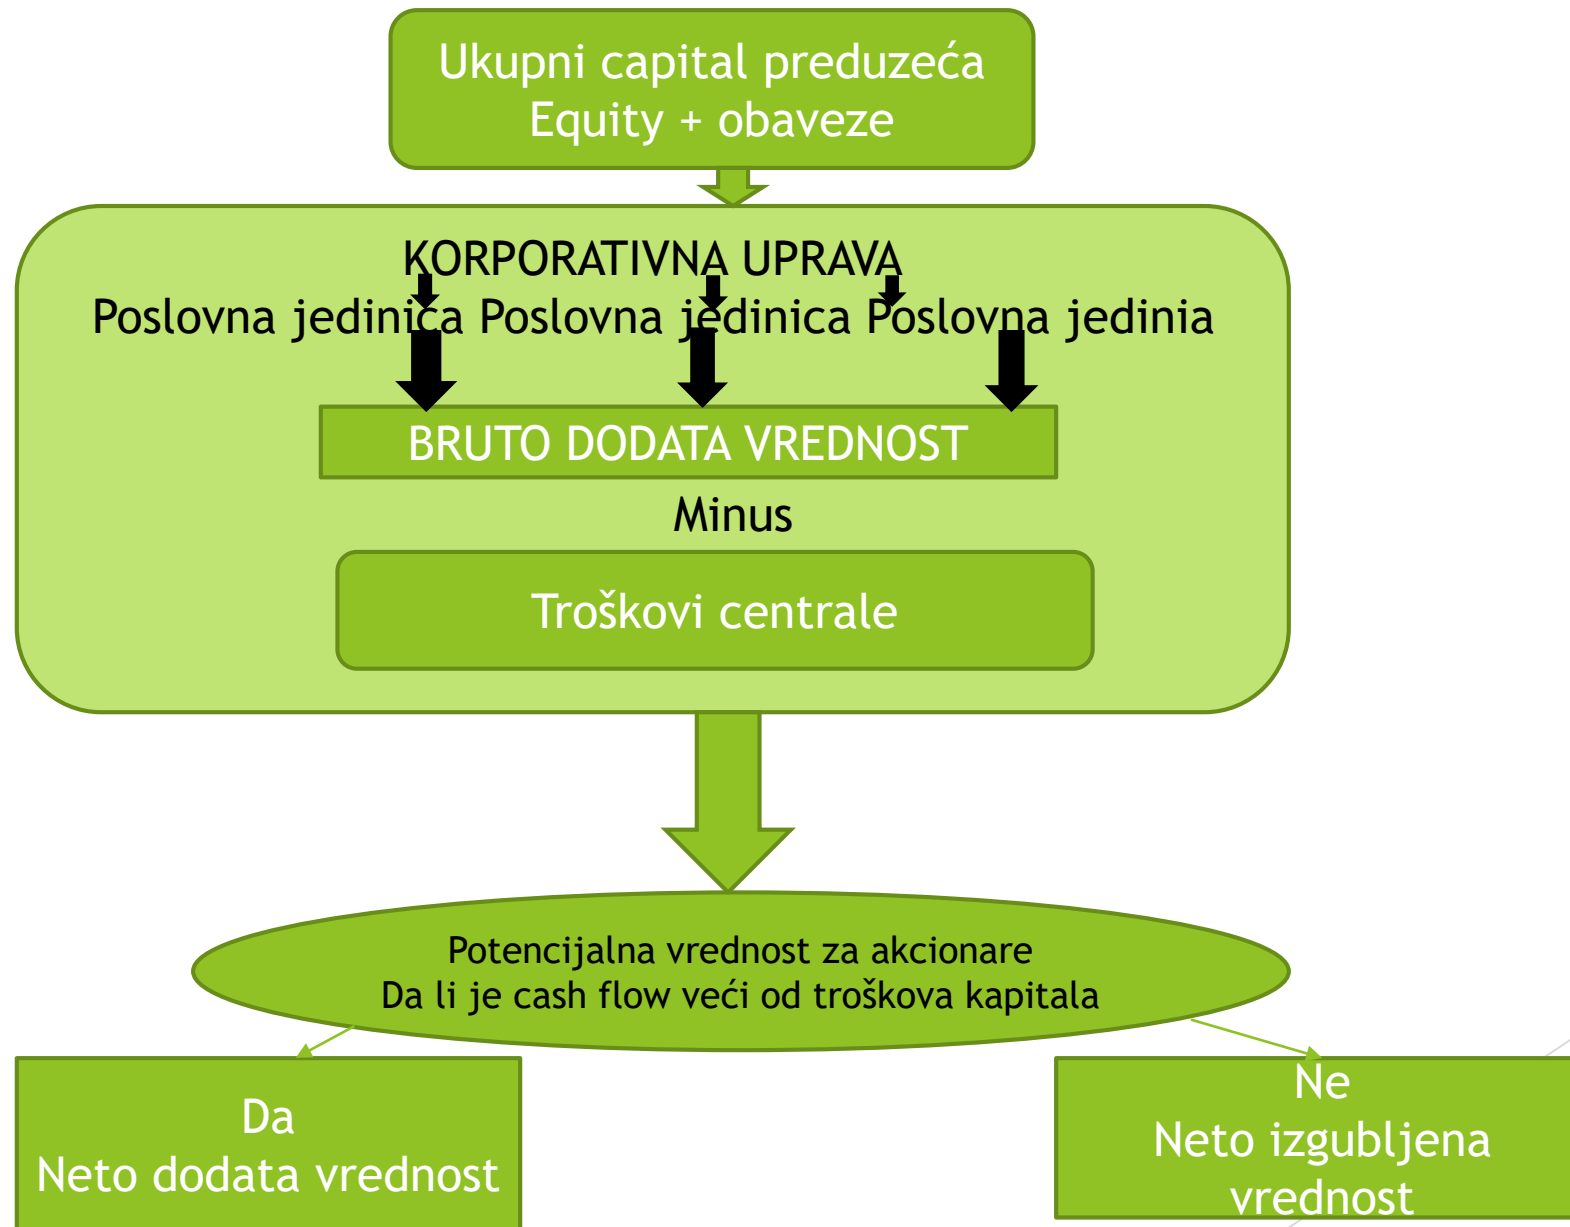 Ukupni capital preduzeća
Equity + obaveze
KORPORATIVNA UPRAVA
Poslovna jedinica Poslovna jedinica Poslovna jedinia
BRUTO DODATA VREDNOST
Minus
Troškovi centrale
Potencijalna vrednost za akcionare
Da li je cash flow veći od troškova kapitala
Da
Neto dodata vrednost
Ne
Neto izgubljena
vrednost